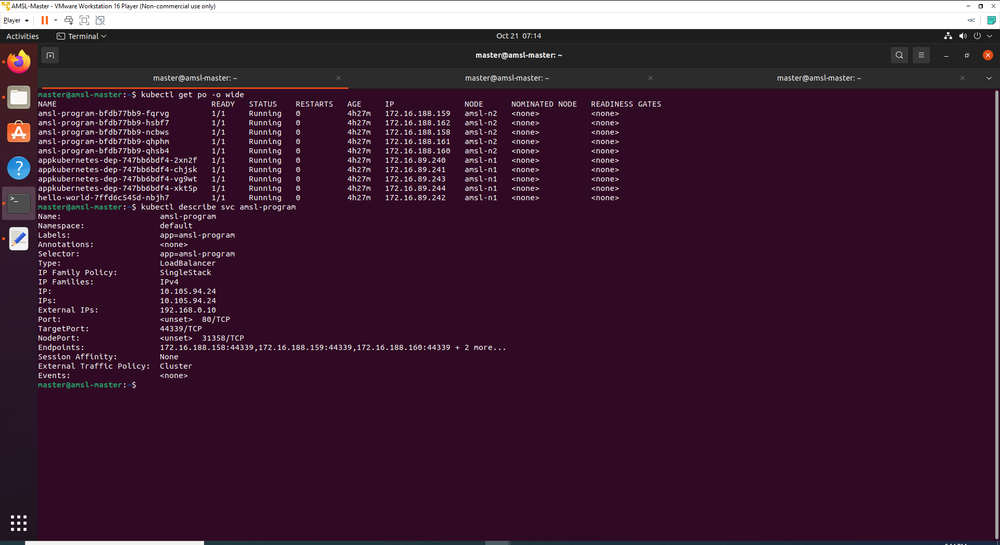 AMSL-Master - VMware Workstation 16 Player (Non-commercial use only)
Player
Activities Terminal Oct 21 07:14
master@amsl-master: ~
master@amsl-master: ~ master@amsl-master: ~ master@amsl-master: ~
master@amsl-master:~$ kubectl get po -o wide
NAME READY STATUS RESTARTS AGE IP NODE NOMINATED NODE READINESS GATES
amsl-program-bfdb77bb9-fqrvg 1/1 Running 0 4h27m 172.16.188.159 amsl-n2 <none> <none>
amsl-program-bfdb77bb9-hsbf7 1/1 Running 0 4h27m 172.16.188.162 amsl-n2 <none> <none>
amsl-program-bfdb77bb9-ncbws 1/1 Running 0 4h27m 172.16.188.158 amsl-n2 <none> <none>
amsl-program-bfdb77bb9-qhphm 1/1 Running 0 4h27m 172.16.188.161 amsl-n2 <none> <none>
amsl-program-bfdb77bb9-qhsb4 1/1 Running 0 4h27m 172.16.188.160 amsl-n2 <none> <none>
appkubernetes-dep-747bb6bdf4-2xn2f 1/1 Running 0 4h27m 172.16.89.240 amsl-n1 <none> <none>
appkubernetes-dep-747bb6bdf4-chjsk 1/1 Running 0 4h27m 172.16.89.241 amsl-n1 <none> <none>
appkubernetes-dep-747bb6bdf4-vg9wt 1/1 Running 0 4h27m 172.16.89.243 amsl-n1 <none> <none>
appkubernetes-dep-747bb6bdf4-xkt5p 1/1 Running 0 4h27m 172.16.89.244 amsl-n1 <none> <none>
hello-world-7ffd6c545d-nbjh7 1/1 Running 0 4h27m 172.16.89.242 amsl-n1 <none> <none>
master@amsl-master:~$ kubectl describe svc amsl-program
Name: amsl-program
Namespace: default
Labels: app=amsl-program
Annotations: <none>
Selector: app=amsl-program
Type: LoadBalancer
IP Family Policy: SingleStack
IP Families: IPv4
IP: 10.105.94.24
IPs: 10.105.94.24
External IPs: 192.168.0.10
Port: <unset> 80/TCP
TargetPort: 44339/TCP
NodePort: <unset> 31358/TCP
Endpoints: 172.16.188.158:44339,172.16.188.159:44339,172.16.188.160:44339 + 2 more...
Session Affinity: None
External Traffic Policy: Cluster
Events: <none>
master@amsl-master:~$